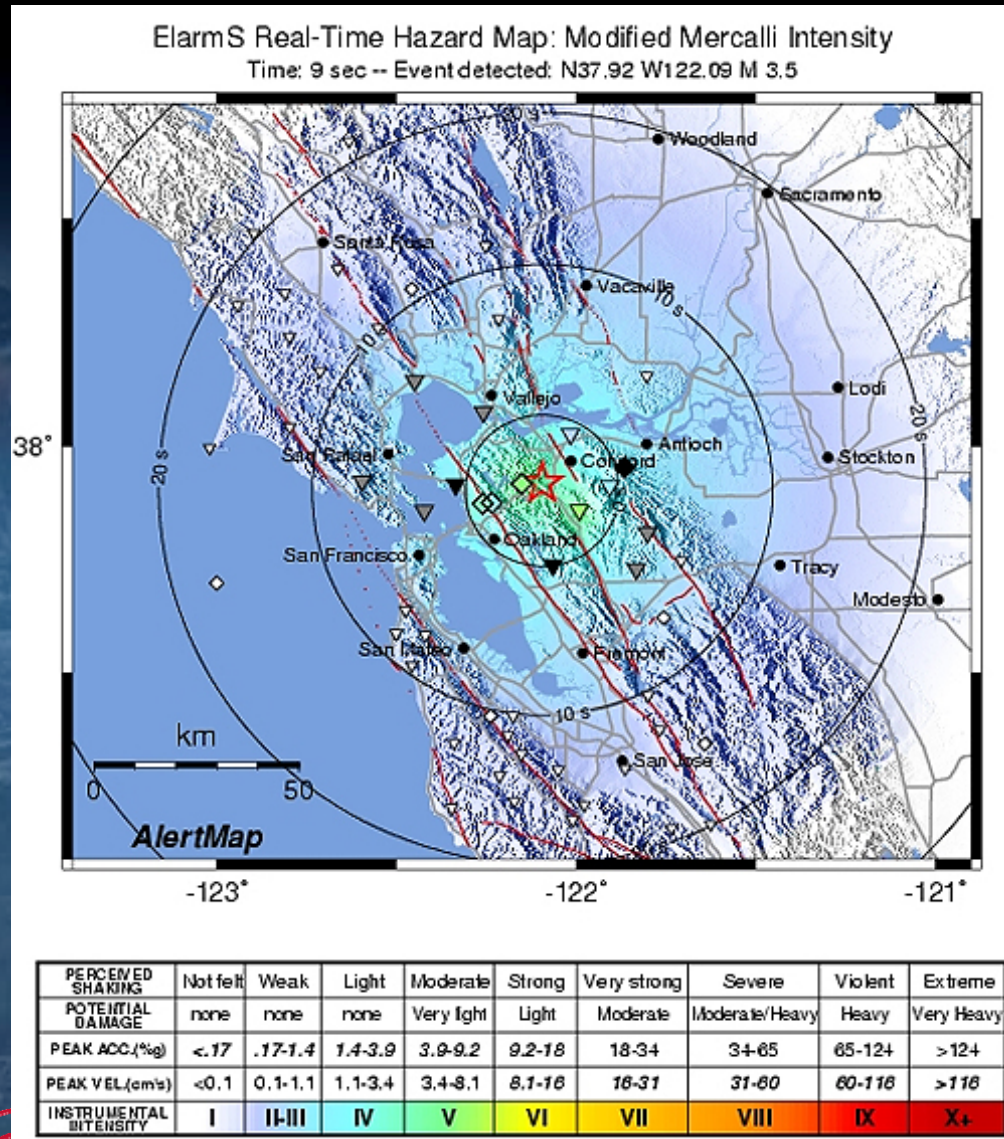 ElarmS Real-Time Hazard Map: Modified Mercalli Intensity
Time: 9 sec -- Event detected: N37.92 W122.09 M 3.5
Woodland
Sacramento
Santa Rosa
Vacaville
10 s
10 s
Lodi
Vallejo
20 s
38°
Antioch
San Rafael
Concord
Stockton
20 s
Oakland
San Francisco
Tracy
Modesto
San Mateo
Fremont
10 s
km
San Jose
0 50
AlertMap
-123° -122° -121°
PERCEIVED SHAKING Not felt Weak Light Moderate Strong Very strong Severe Violent Extreme
POTENTIAL DAMAGE none none none Very light Light Moderate Moderate/Heavy Heavy Very Heavy
PEAK ACC.(%g) <.17 .17-1.4 1.4-3.9 3.9-9.2 9.2-18 18-34 34-65 65-124 >124
PEAK VEL.(cm/s) <0.1 0.1-1.1 1.1-3.4 3.4-8.1 8.1-16 16-31 31-60 60-116 >116
INSTRUMENTAL INTENSITY I II-III IV V VI VII VIII IX X+